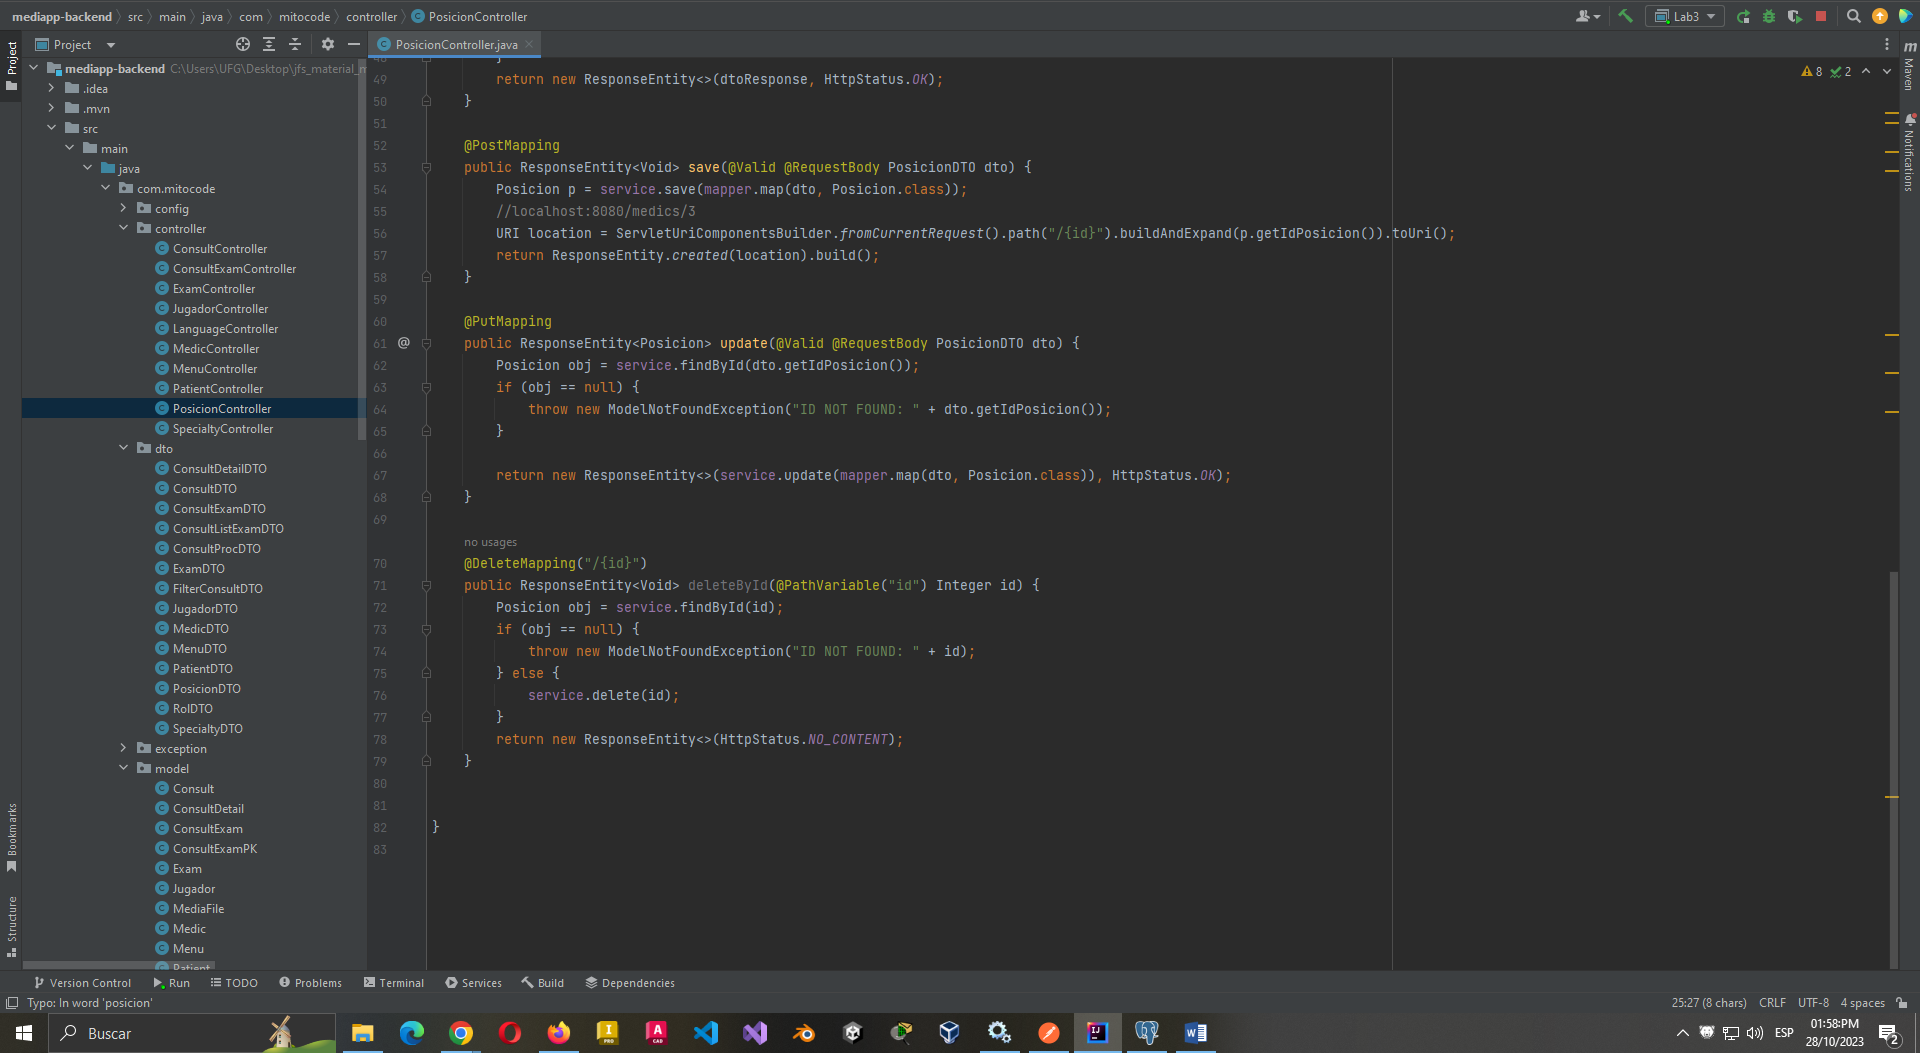 mediapp-backend src main java com mitocode controller PosicionController
Lab3
Project
PosicionController.java
Project
mediapp-backend C:\Users\UFG\Desktop\jfs_material_m
.idea
.mvn
src
main
java
com.mitocode
config
controller
ConsultController
ConsultExamController
ExamController
JugadorController
LanguageController
MedicController
MenuController
PatientController
PosicionController
SpecialtyController
dto
ConsultDetailDTO
ConsultDTO
ConsultExamDTO
ConsultListExamDTO
ConsultProcDTO
ExamDTO
FilterConsultDTO
JugadorDTO
MedicDTO
MenuDTO
PatientDTO
PosicionDTO
RolDTO
SpecialtyDTO
exception
model
Consult
ConsultDetail
ConsultExam
ConsultExamPK
Exam
Jugador
MediaFile
Medic
Menu
Patient
Bookmarks
Structure
8 2
48 }
49 return new ResponseEntity<>(dtoResponse, HttpStatus.OK);
50 }
51
52 @PostMapping
53 public ResponseEntity<Void> save(@Valid @RequestBody PosicionDTO dto) {
54 Posicion p = service.save(mapper.map(dto, Posicion.class));
55 //localhost:8080/medics/3
56 URI location = ServletUriComponentsBuilder.fromCurrentRequest().path("/{id}").buildAndExpand(p.getIdPosicion()).toUri();
57 return ResponseEntity.created(location).build();
58 }
59
60 @PutMapping
61 @ public ResponseEntity<Posicion> update(@Valid @RequestBody PosicionDTO dto) {
62 Posicion obj = service.findById(dto.getIdPosicion());
63 if (obj == null) {
64 throw new ModelNotFoundException("ID NOT FOUND: " + dto.getIdPosicion());
65 }
66
67 return new ResponseEntity<>(service.update(mapper.map(dto, Posicion.class)), HttpStatus.OK);
68 }
69
no usages
70 @DeleteMapping("/{id}")
71 public ResponseEntity<Void> deleteById(@PathVariable("id") Integer id) {
72 Posicion obj = service.findById(id);
73 if (obj == null) {
74 throw new ModelNotFoundException("ID NOT FOUND: " + id);
75 } else {
76 service.delete(id);
77 }
78 return new ResponseEntity<>(HttpStatus.NO_CONTENT);
79 }
80
81
82 }
83
m
Maven
Notifications
Version Control Run TODO Problems Terminal Services Build Dependencies
Typo: In word 'posicion'
25:27 (8 chars) CRLF UTF-8 4 spaces
Buscar
ESP
01:58:PM
28/10/2023
2